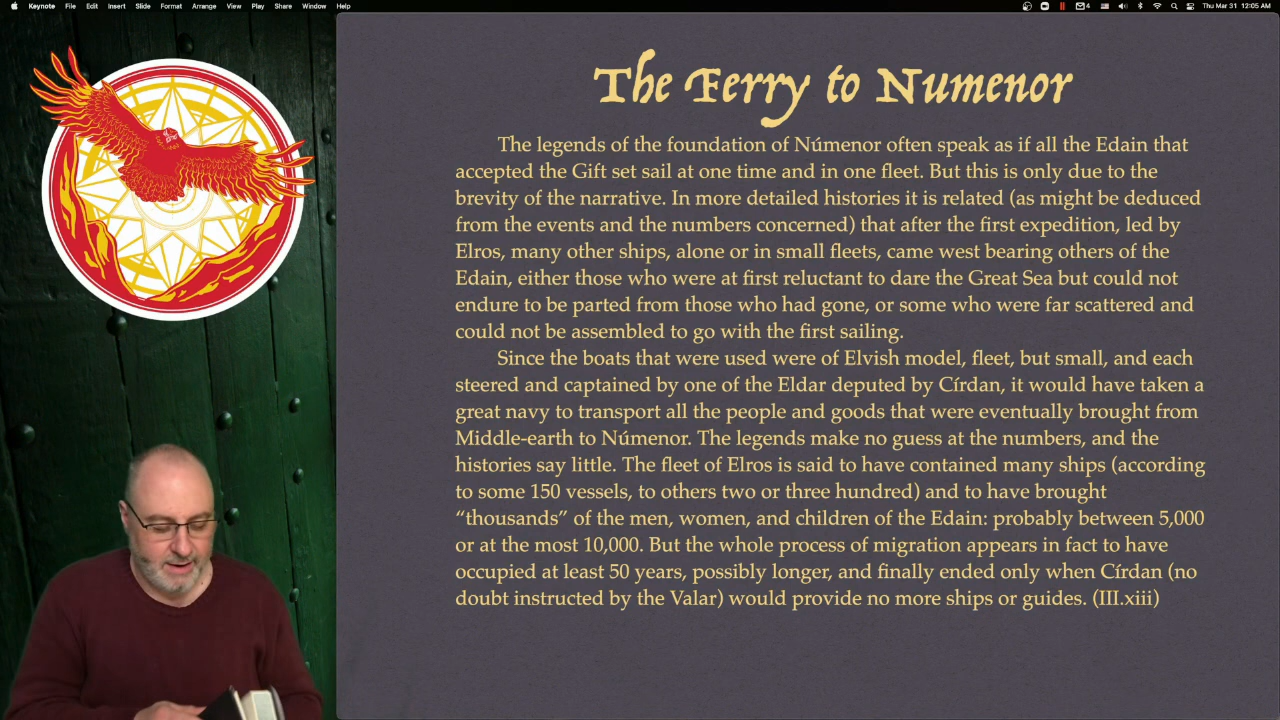 Keynote File Edit Insert Slide Format Arrange View Play Share Window Help
4 Thu Mar 31 12:05 AM
The Ferry to Numenor
The legends of the foundation of Númenor often speak as if all the Edain that
accepted the Gift set sail at one time and in one fleet. But this is only due to the
brevity of the narrative. In more detailed histories it is related (as might be deduced
from the events and the numbers concerned) that after the first expedition, led by
Elros, many other ships, alone or in small fleets, came west bearing others of the
Edain, either those who were at first reluctant to dare the Great Sea but could not
endure to be parted from those who had gone, or some who were far scattered and
could not be assembled to go with the first sailing.
Since the boats that were used were of Elvish model, fleet, but small, and each
steered and captained by one of the Eldar deputed by Círdan, it would have taken a
great navy to transport all the people and goods that were eventually brought from
Middle-earth to Númenor. The legends make no guess at the numbers, and the
histories say little. The fleet of Elros is said to have contained many ships (according
to some 150 vessels, to others two or three hundred) and to have brought
“thousands” of the men, women, and children of the Edain: probably between 5,000
or at the most 10,000. But the whole process of migration appears in fact to have
occupied at least 50 years, possibly longer, and finally ended only when Círdan (no
doubt instructed by the Valar) would provide no more ships or guides. (III.xiii)